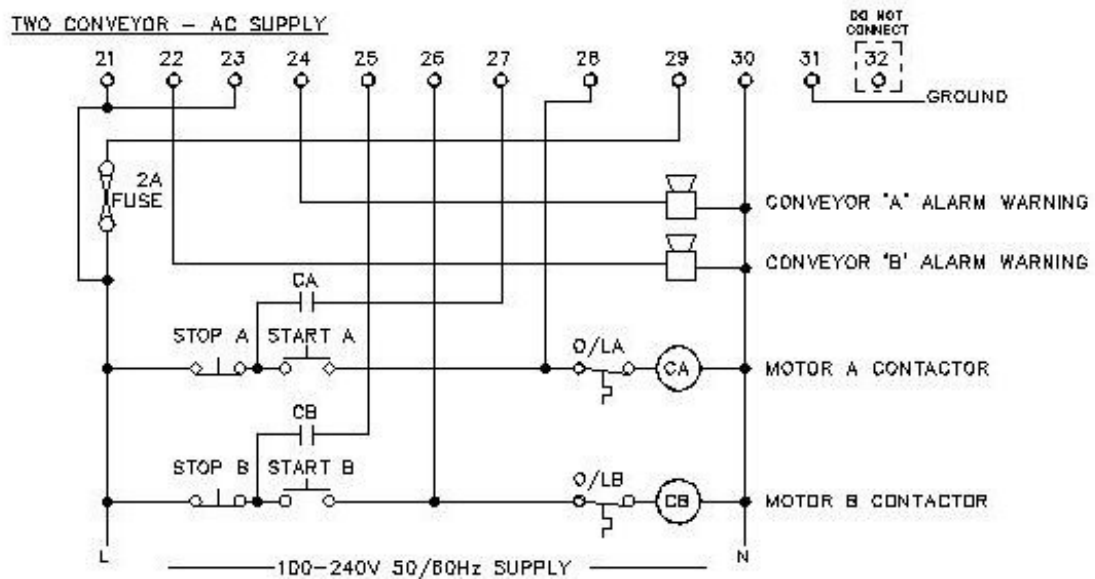 TWO CONVEYOR – AC SUPPLY
DO NOT
CONNECT
21 22 23 24 25 26 27 28 29 30 31 32
GROUND
2A
FUSE
CONVEYOR "A" ALARM WARNING
CONVEYOR 'B' ALARM WARNING
CA
STOP A START A O/LA CA MOTOR A CONTACTOR
CB
STOP B START B O/LB CB MOTOR B CONTACTOR
L N
100–240V 50/60Hz SUPPLY